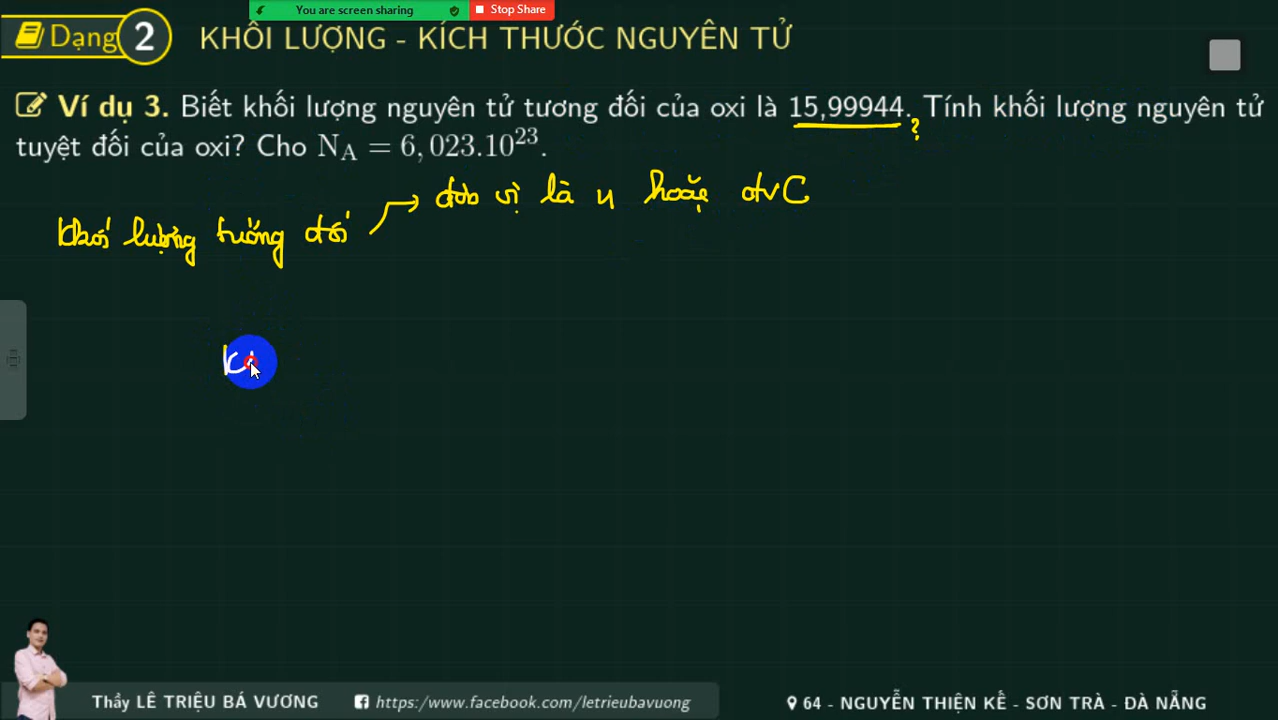 You are screen sharing
Stop Share
Dạng 2 KHỐI LƯỢNG - KÍCH THƯỚC NGUYÊN TỬ
Ví dụ 3. Biết khối lượng nguyên tử tương đối của oxi là 15,99944. Tính khối lượng nguyên tử
?
tuyệt đối của oxi? Cho N_A = 6,023.10^23.
đơn vị là u hoặc đvC
khối lượng tương đối
Thầy LÊ TRIỆU BÁ VƯƠNG
https://www.facebook.com/letrieubavuong
64 - NGUYỄN THIỆN KẾ - SƠN TRÀ - ĐÀ NẴNG